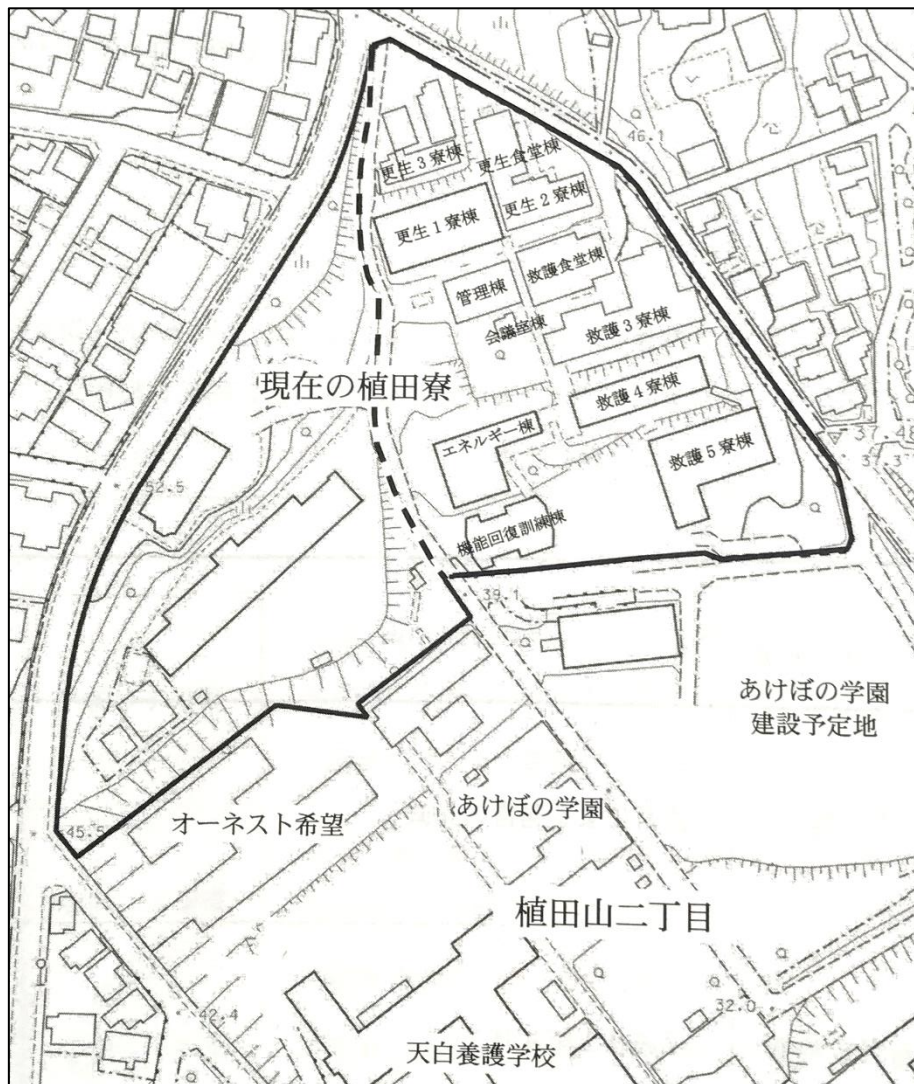 46.1
更生3寮棟
更生食堂棟
更生2寮棟
更生1寮棟
救護食堂棟
管理棟
会議室棟
救護3寮棟
山
現在の植田寮
救護4寮棟
エネルギー棟
救護5寮棟
52.5
山
機能回復訓練棟
39.1
あけぼの学園
建設予定地
あけぼの学園
オーネスト希望
45.5
植田山二丁目
32.0
42.4
天白養護学校